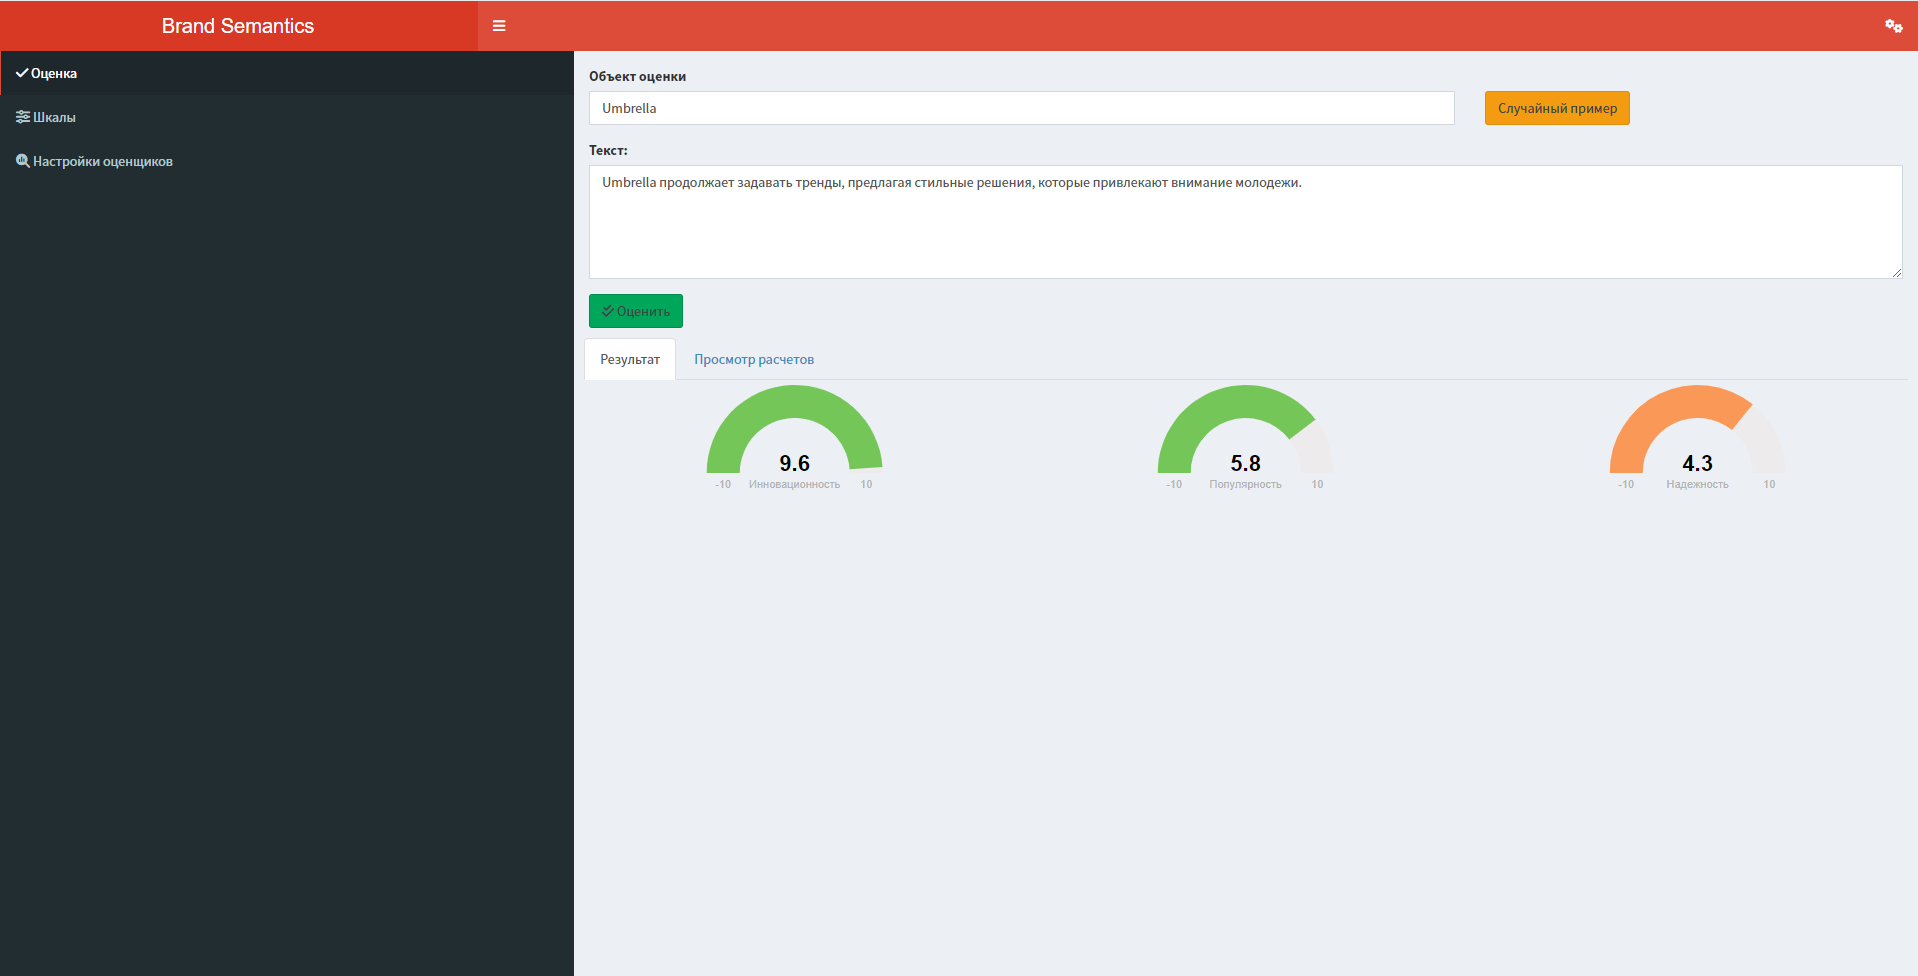 Brand Semantics
Оценка
Шкалы
Настройки оценщиков
Объект оценки
Umbrella
Случайный пример
Текст:
Umbrella продолжает задавать тренды, предлагая стильные решения, которые привлекают внимание молодежи.
Оценить
Результат
Просмотр расчетов
9.6
-10 Инновационность 10
5.8
-10 Популярность 10
4.3
-10 Надежность 10